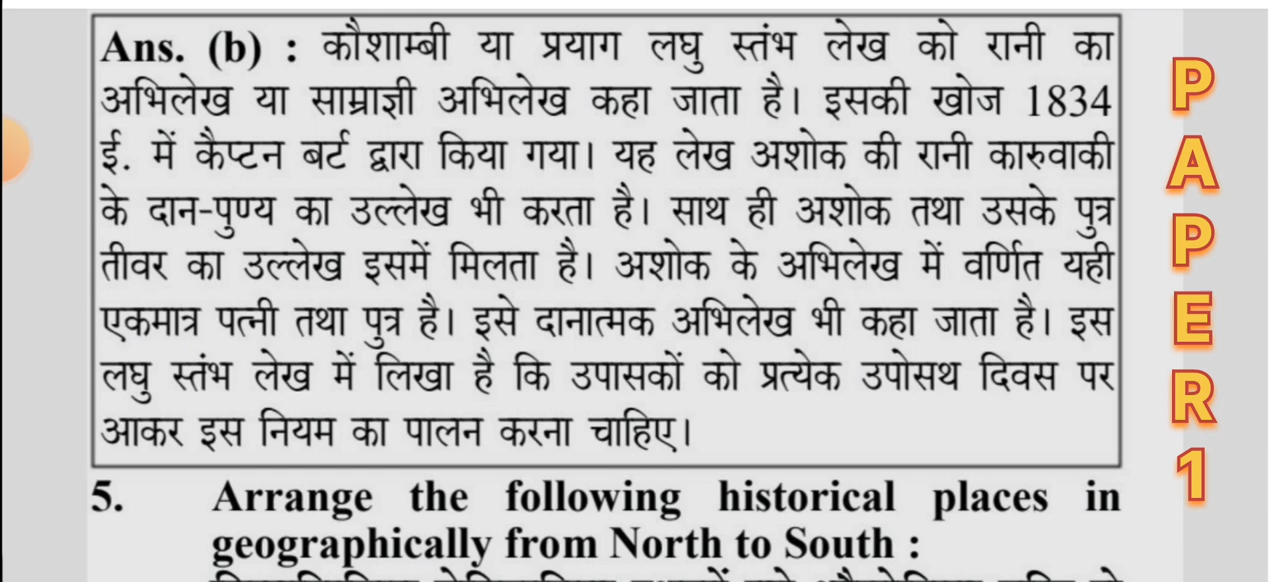 Ans. (b) : कौशाम्बी या प्रयाग लघु स्तंभ लेख को रानी का
अभिलेख या साम्राज्ञी अभिलेख कहा जाता है। इसकी खोज 1834
ई. में कैप्टन बर्ट द्वारा किया गया। यह लेख अशोक की रानी कारुवाकी
के दान-पुण्य का उल्लेख भी करता है। साथ ही अशोक तथा उसके पुत्र
तीवर का उल्लेख इसमें मिलता है। अशोक के अभिलेख में वर्णित यही
एकमात्र पत्नी तथा पुत्र है। इसे दानात्मक अभिलेख भी कहा जाता है। इस
लघु स्तंभ लेख में लिखा है कि उपासकों को प्रत्येक उपोसथ दिवस पर
आकर इस नियम का पालन करना चाहिए।
5. Arrange the following historical places in
geographically from North to South :
PAPER1